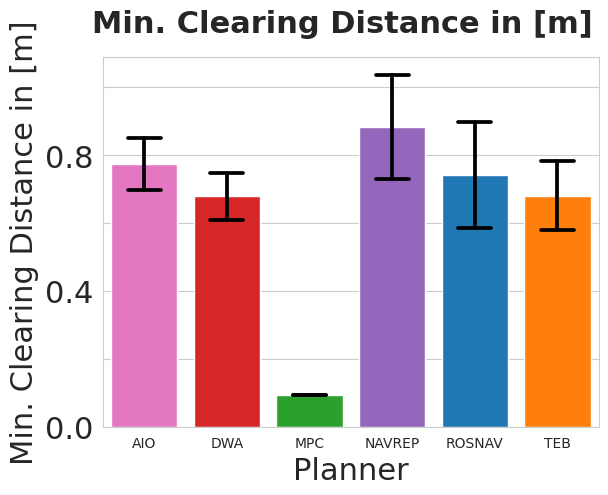 Min. Clearing Distance in [m]
Min. Clearing Distance in [m]
0.8
0.4
0.0
AIO DWA MPC NAVREP ROSNAV TEB
Planner